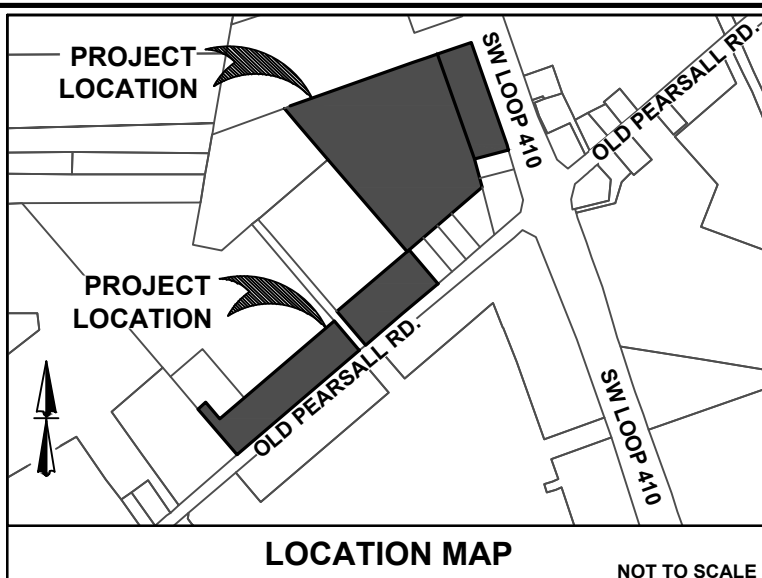 PROJECT
LOCATION
SW LOOP 410
OLD PEARSALL RD.
PROJECT
LOCATION
OLD PEARSALL RD.
SW LOOP 410
LOCATION MAP
NOT TO SCALE